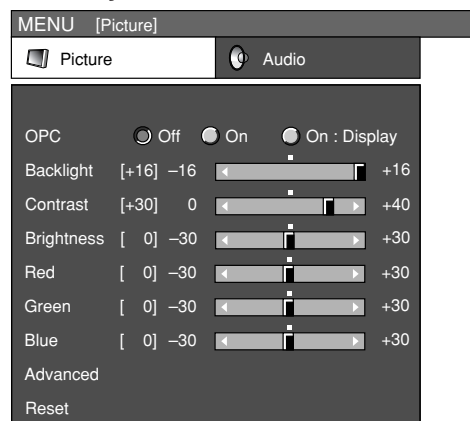 MENU [Picture]
Picture Audio
OPC Off On On : Display
Backlight [+16] –16 +16
Contrast [+30] 0 +40
Brightness [ 0] –30 +30
Red [ 0] –30 +30
Green [ 0] –30 +30
Blue [ 0] –30 +30
Advanced
Reset